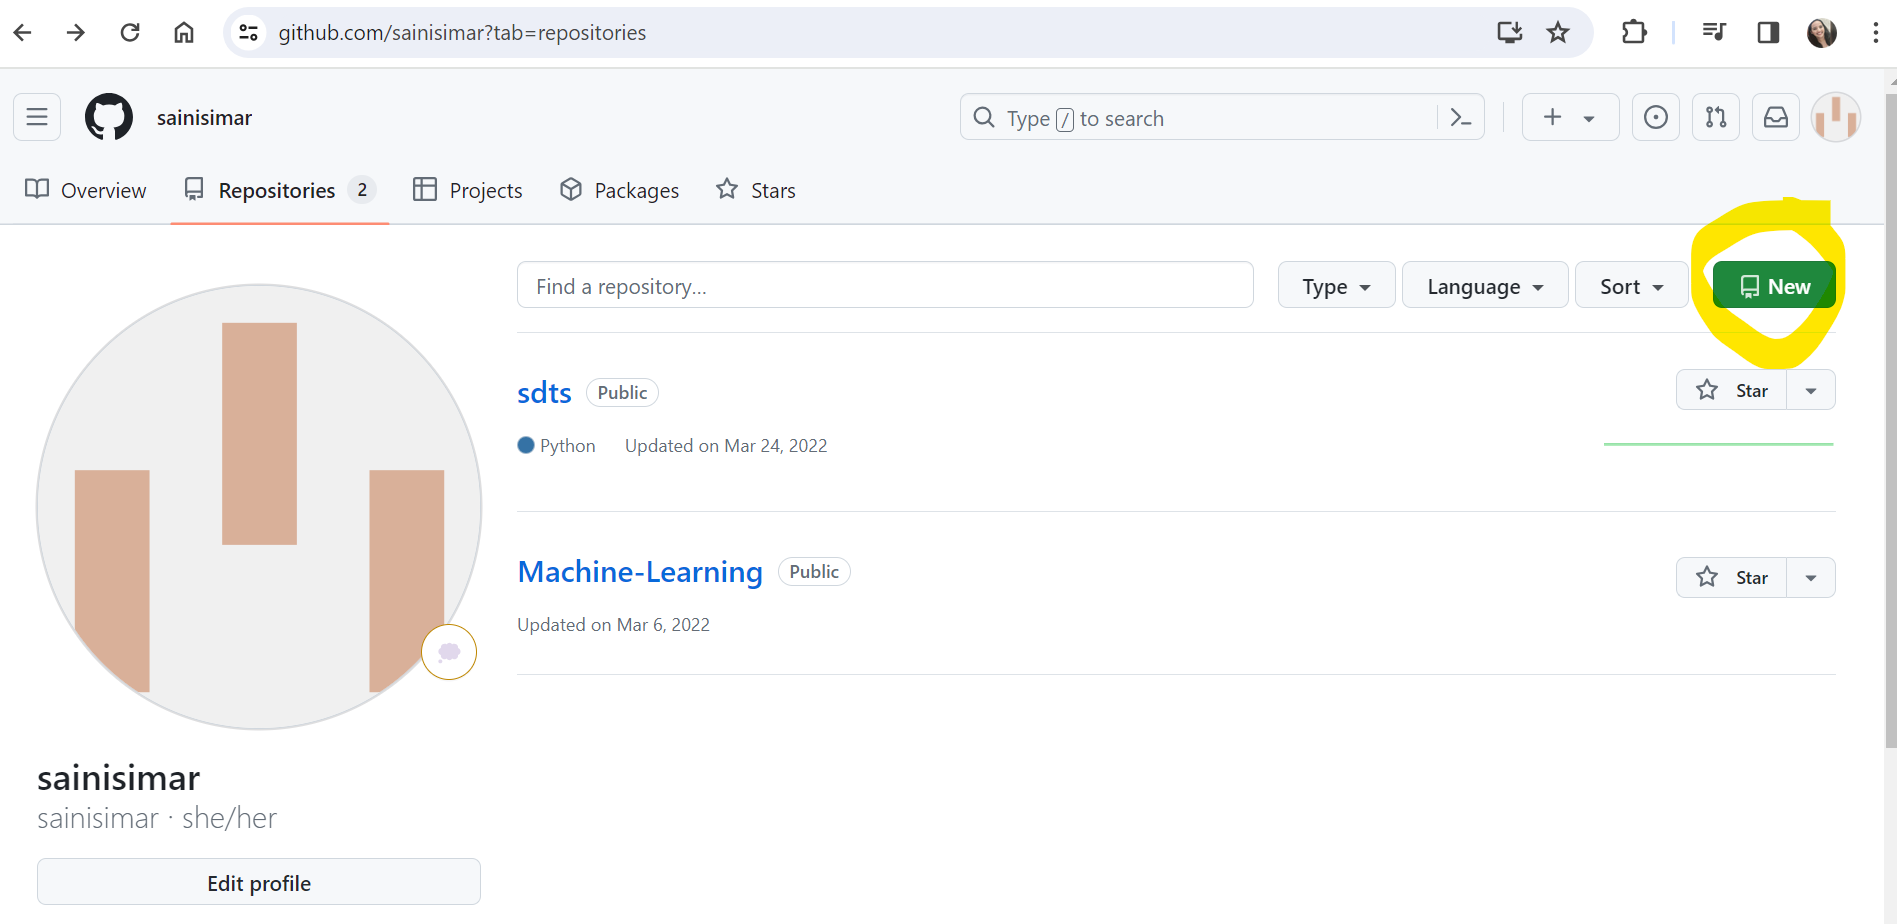 github.com/sainisimar?tab=repositories
sainisimar
Type / to search
Overview
Repositories 2
Projects
Packages
Stars
Find a repository...
Type
Language
Sort
New
sdts Public
Star
Python Updated on Mar 24, 2022
Machine-Learning Public
Star
Updated on Mar 6, 2022
sainisimar
sainisimar · she/her
Edit profile